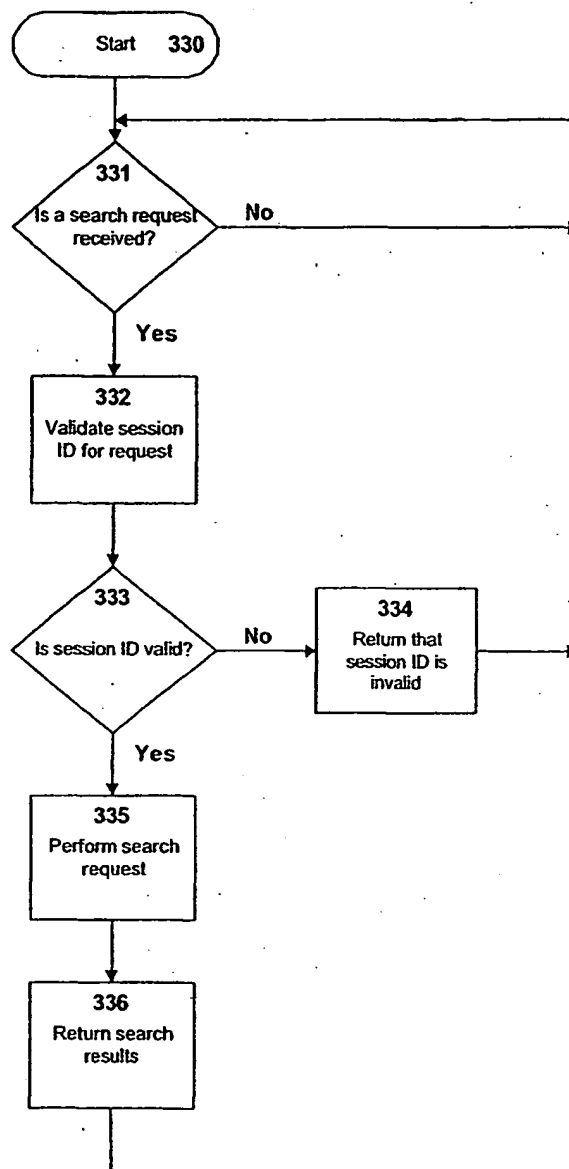 Start 330
331
Is a search request
received?
No
Yes
332
Validate session
ID for request
333
Is session ID valid?
No
334
Return that
session ID is
invalid
Yes
335
Perform search
request
336
Return search
results